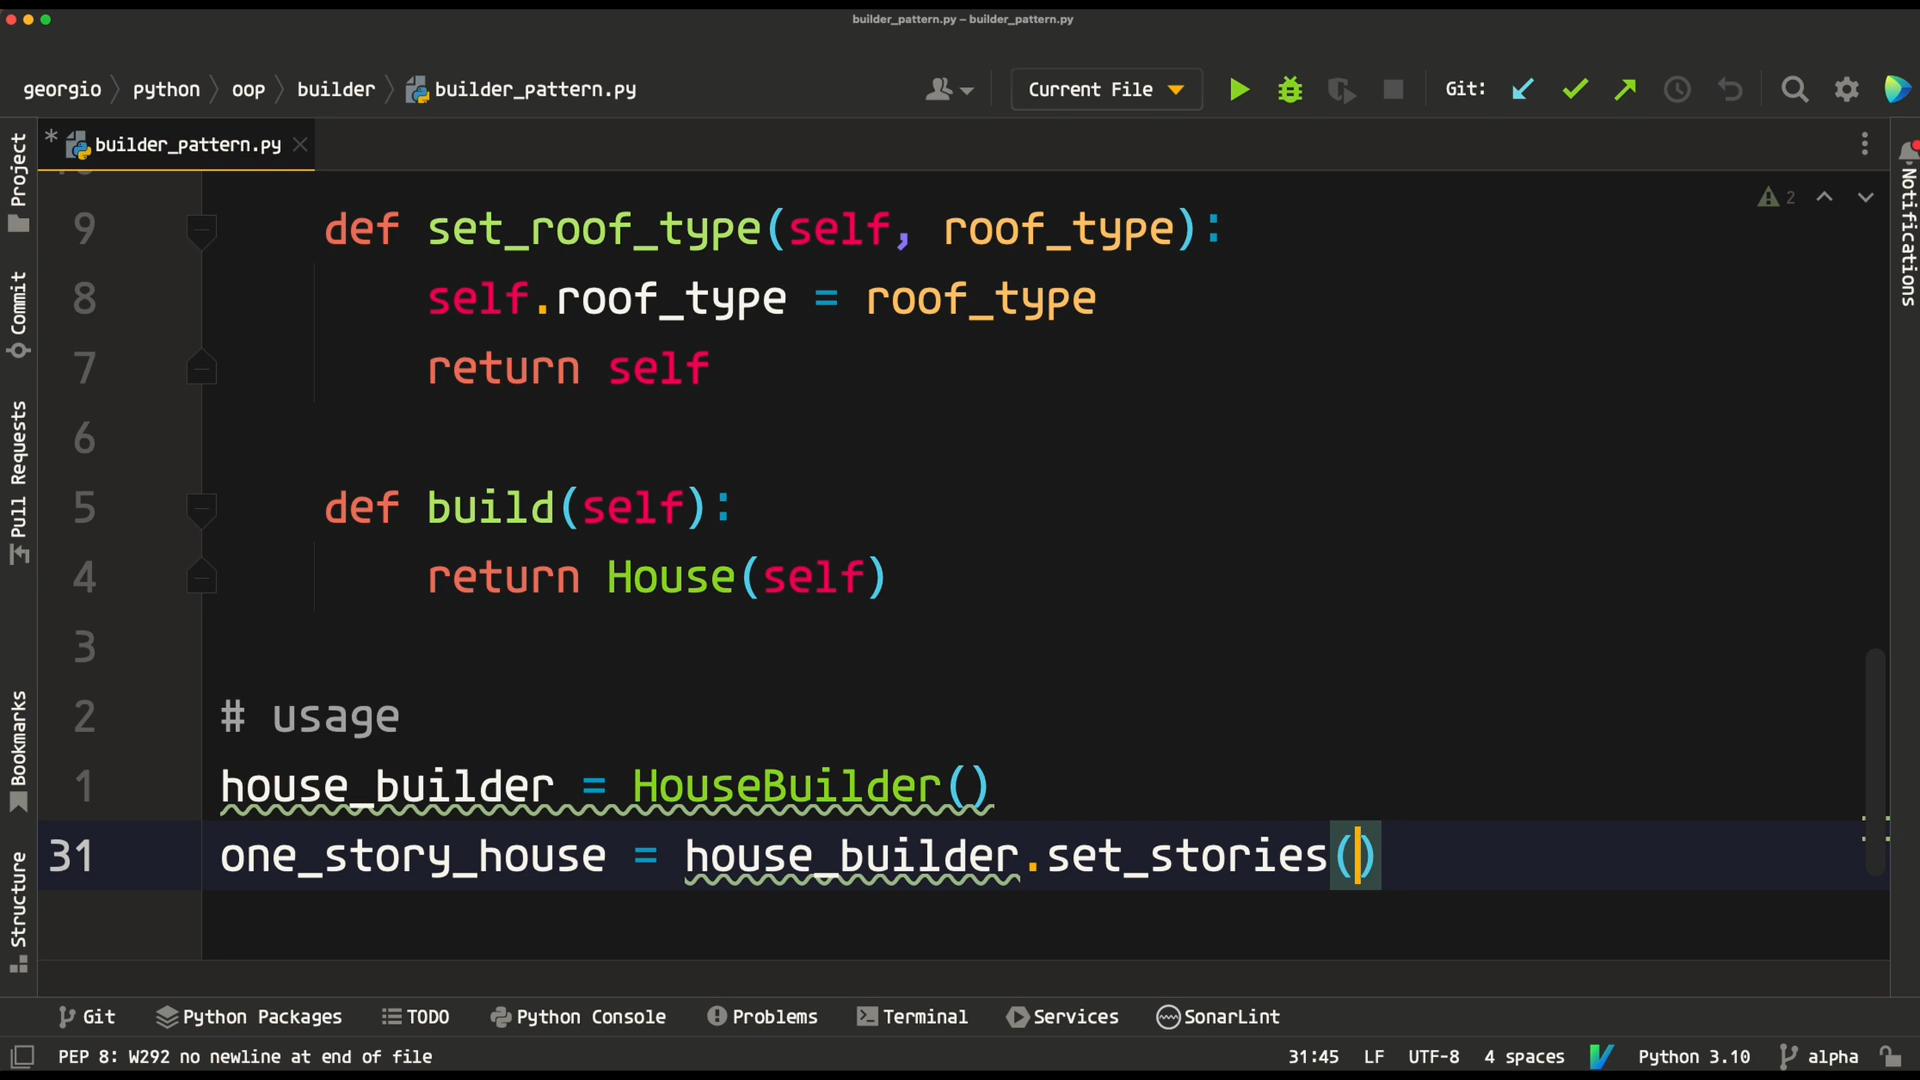 builder_pattern.py – builder_pattern.py
georgio python oop builder builder_pattern.py
Current File
Git:
* builder_pattern.py
Project
Commit
Pull Requests
Bookmarks
Structure
Notifications
2
9 def set_roof_type(self, roof_type):
8 self.roof_type = roof_type
7 return self
6
5 def build(self):
4 return House(self)
3
2 # usage
1 house_builder = HouseBuilder()
31 one_story_house = house_builder.set_stories()
Git Python Packages TODO Python Console Problems Terminal Services SonarLint
PEP 8: W292 no newline at end of file 31:45 LF UTF-8 4 spaces Python 3.10 alpha